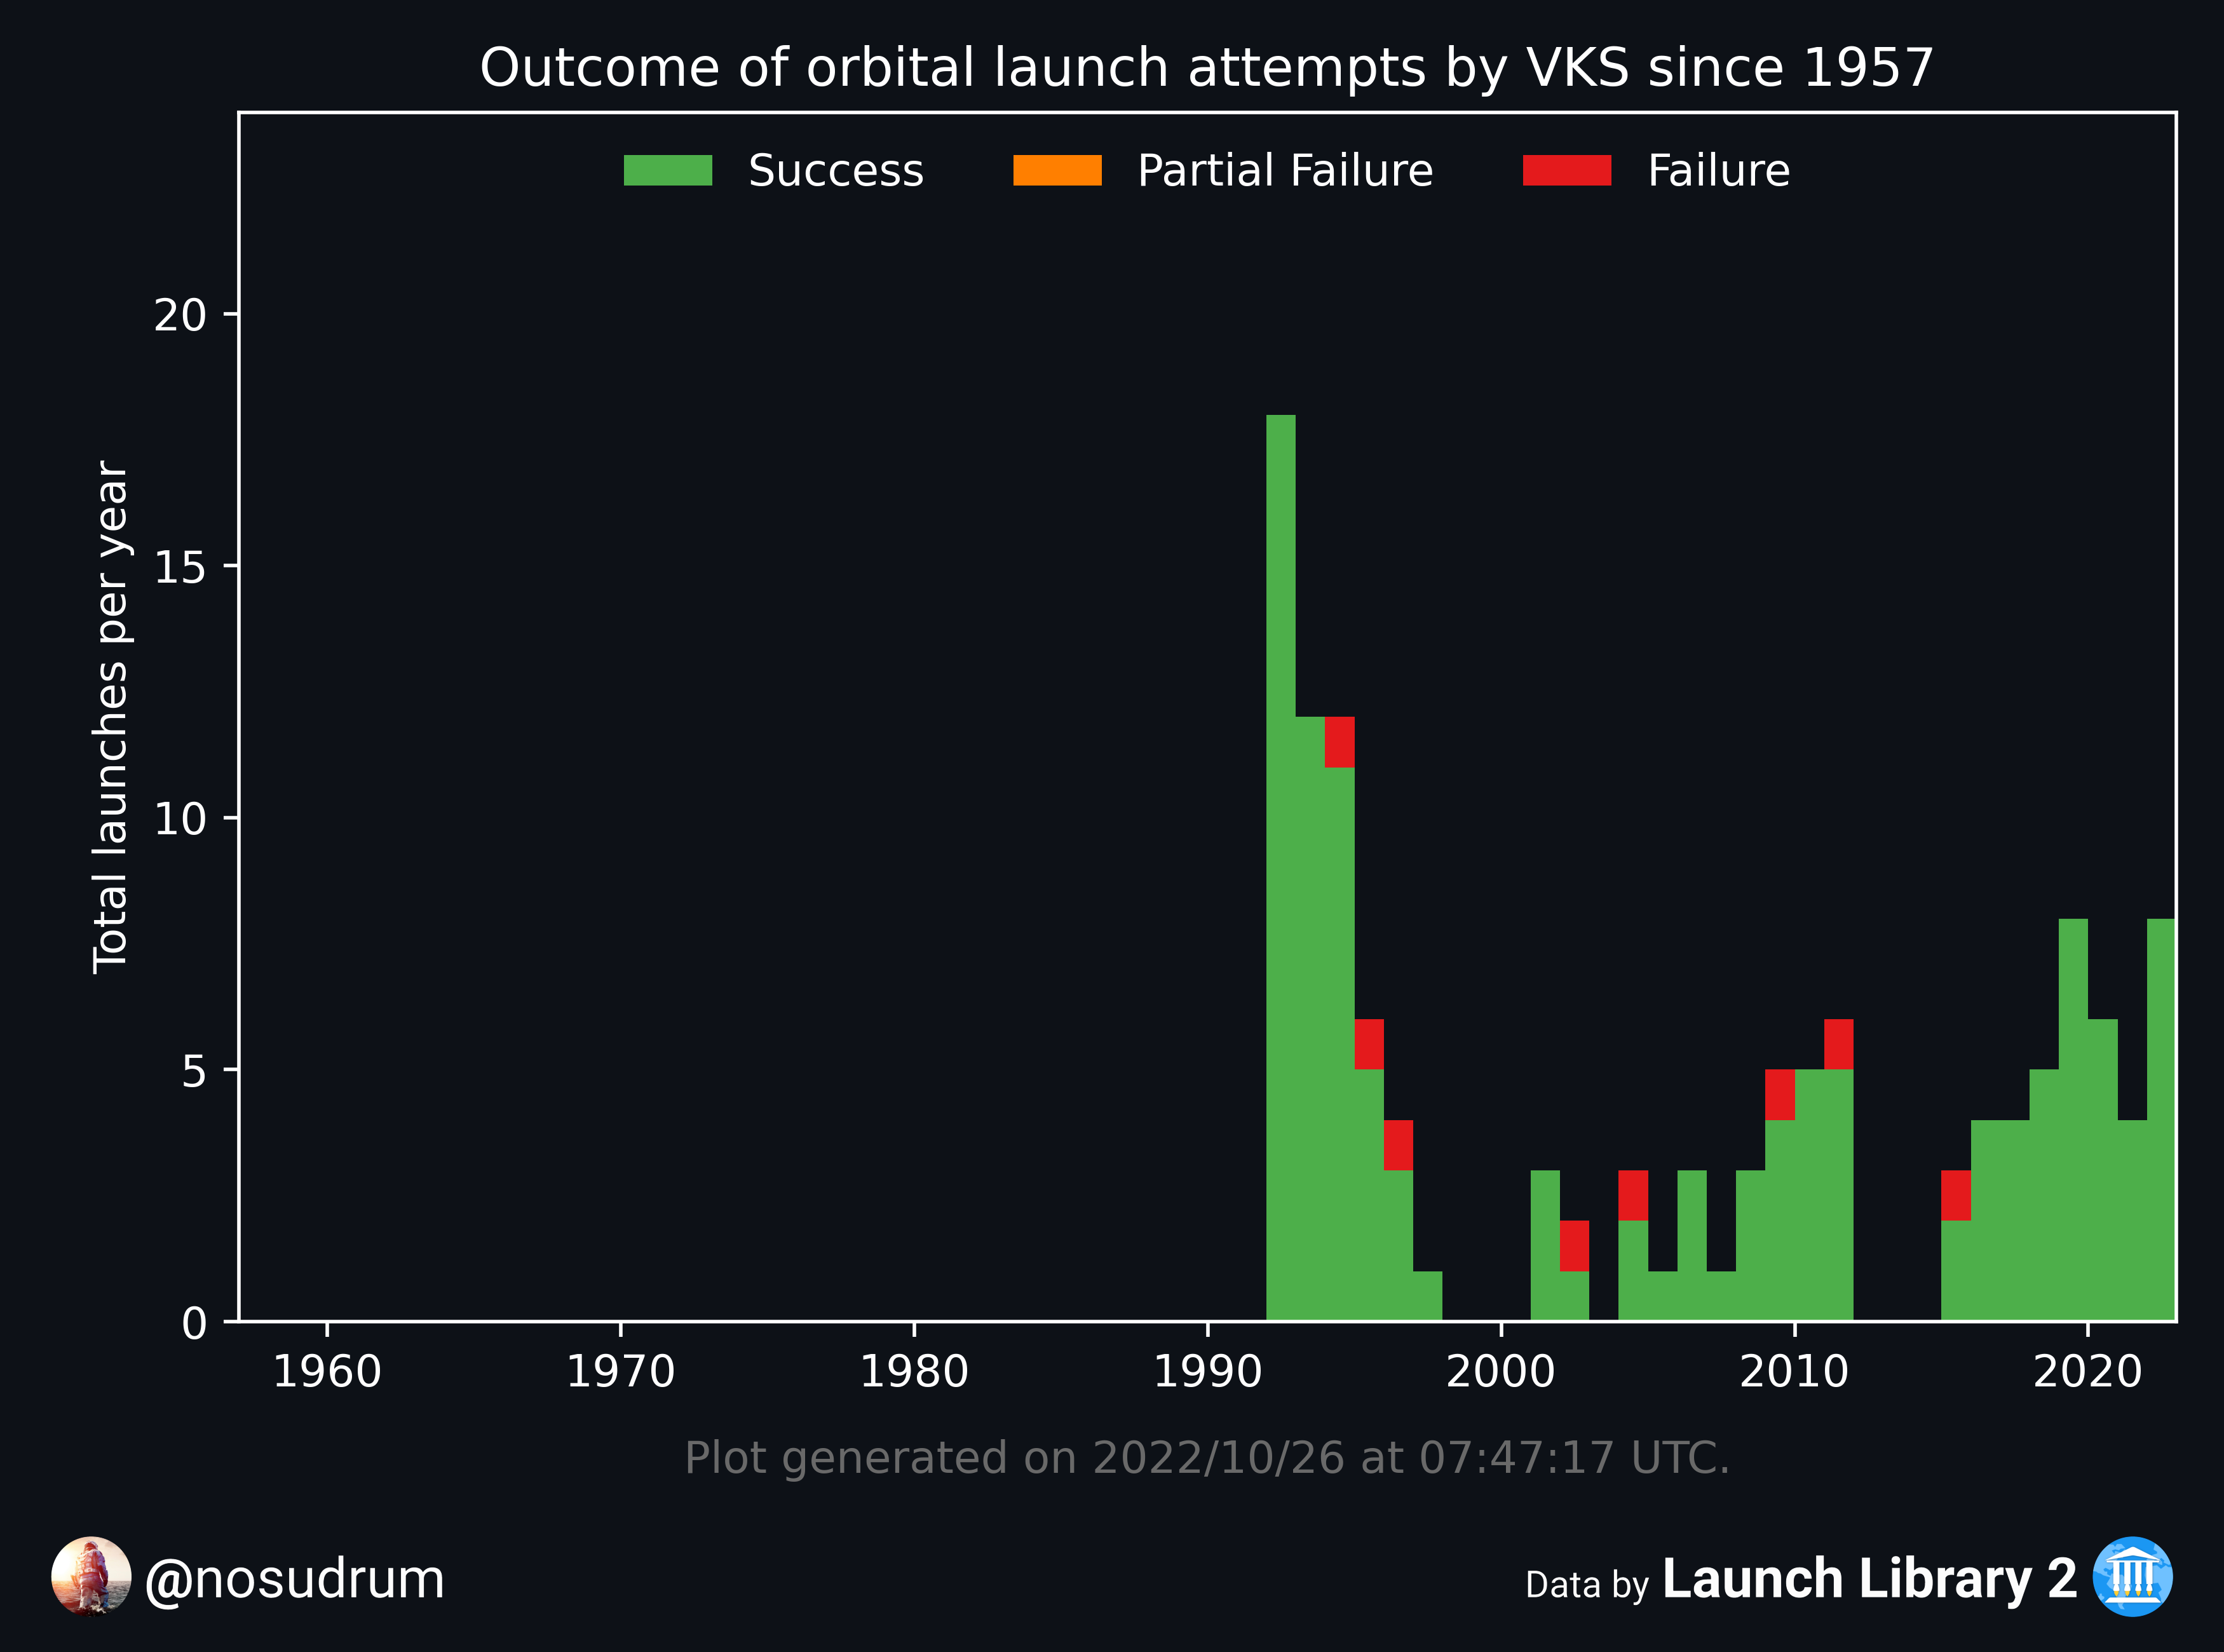 Outcome of orbital launch attempts by VKS since 1957
Success Partial Failure Failure
Total launches per year
20
15
10
5
0
1960 1970 1980 1990 2000 2010 2020
Plot generated on 2022/10/26 at 07:47:17 UTC.
@nosudrum
Data by Launch Library 2